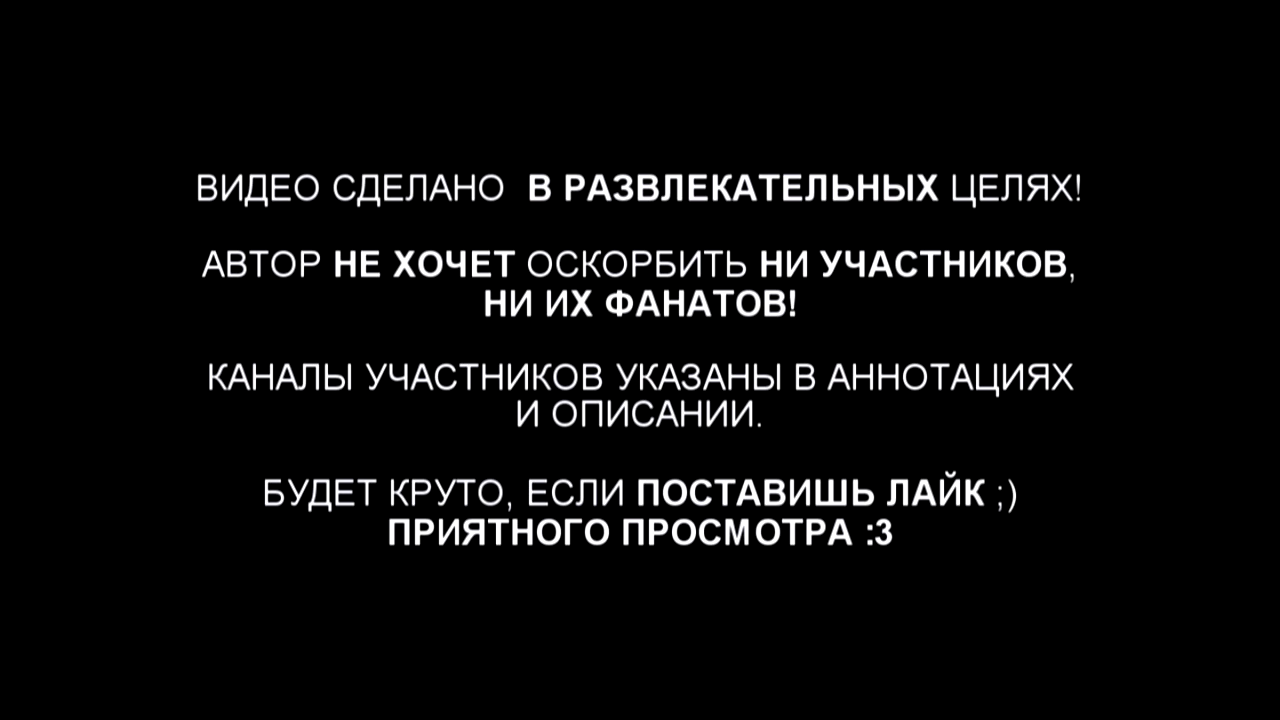 ВИДЕО СДЕЛАНО В РАЗВЛЕКАТЕЛЬНЫХ ЦЕЛЯХ!
АВТОР НЕ ХОЧЕТ ОСКОРБИТЬ НИ УЧАСТНИКОВ,
НИ ИХ ФАНАТОВ!
КАНАЛЫ УЧАСТНИКОВ УКАЗАНЫ В АННОТАЦИЯХ
И ОПИСАНИИ.
БУДЕТ КРУТО, ЕСЛИ ПОСТАВИШЬ ЛАЙК ;)
ПРИЯТНОГО ПРОСМОТРА :3